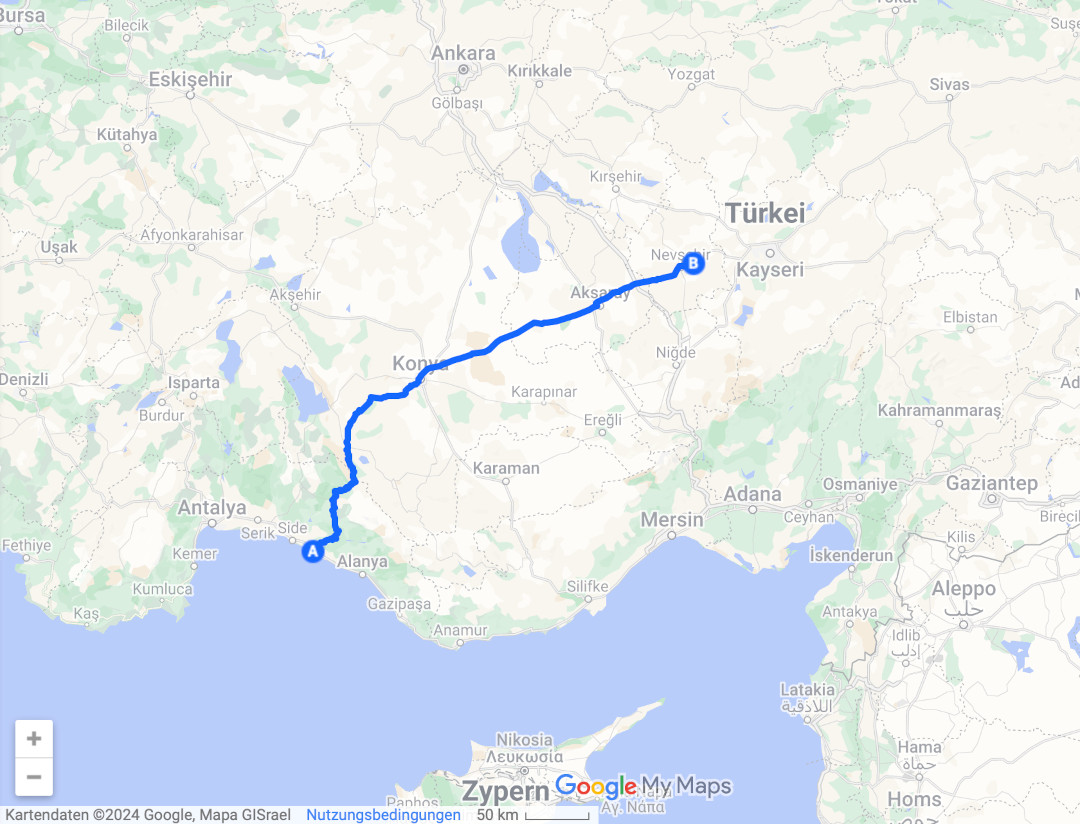 Bursa
Bilecik
Tokat
Ankara
Kırıkkale
Yozgat
Eskişehir
Sivas
Gölbaşı
Kütahya
Kırşehir
Türkei
Afyonkarahisar
Uşak
Nevşehir
B
Kayseri
Akşehir
Aksaray
Elbistan
Niğde
Konya
Denizli
Isparta
Karapınar
Burdur
Ereğli
Kahramanmaraş
Karaman
Osmaniye
Gaziantep
Adana
Antalya
Ceyhan
Mersin
Serik
Side
Fethiye
A
Kemer
Alanya
Kilis
İskenderun
Kumluca
Silifke
Aleppo
حلب
Kaş
Gazipaşa
Antakya
Anamur
Idlib
إدلب
Latakia
اللاذقية
+
−
Nikosia
Λευκωσία
Hama
حماة
Zypern
Google My Maps
Paphos
Αγ. Νάπα
Homs
Kartendaten ©2024 Google, Mapa GISrael
Nutzungsbedingungen
50 km